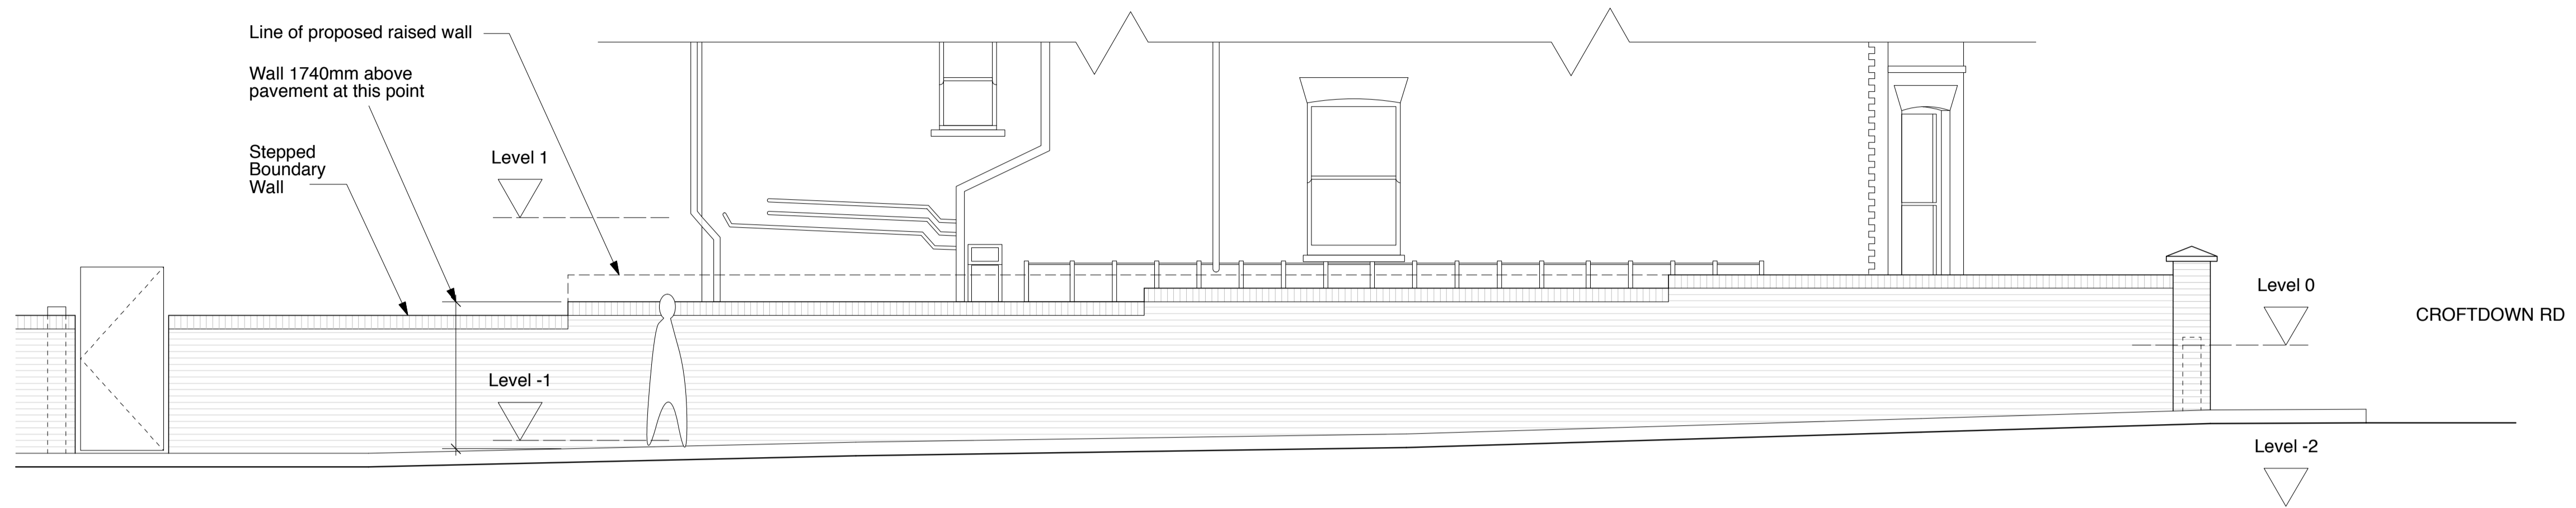 Line of proposed raised wall
Wall 1740mm above
pavement at this point
Stepped
Boundary
Wall
Level 1
Level -1
Level 0
CROFTDOWN RD
Level -2